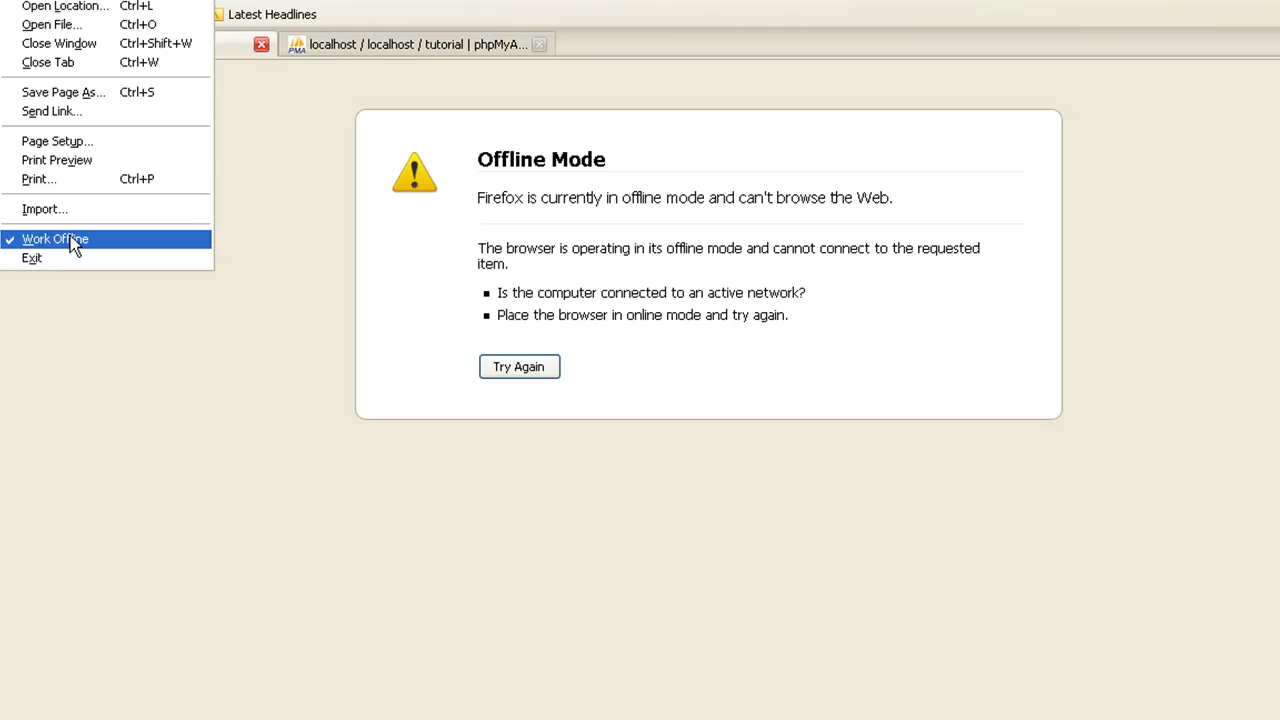 Open Location... Ctrl+L
Latest Headlines
Open File... Ctrl+O
Close Window Ctrl+Shift+W
localhost / localhost / tutorial | phpMyA...
PMA
Close Tab Ctrl+W
Save Page As... Ctrl+S
Send Link...
Page Setup...
Print Preview
Print... Ctrl+P
Import...
Work Offline
Exit
Offline Mode
Firefox is currently in offline mode and can't browse the Web.
The browser is operating in its offline mode and cannot connect to the requested
item.
Is the computer connected to an active network?
Place the browser in online mode and try again.
Try Again